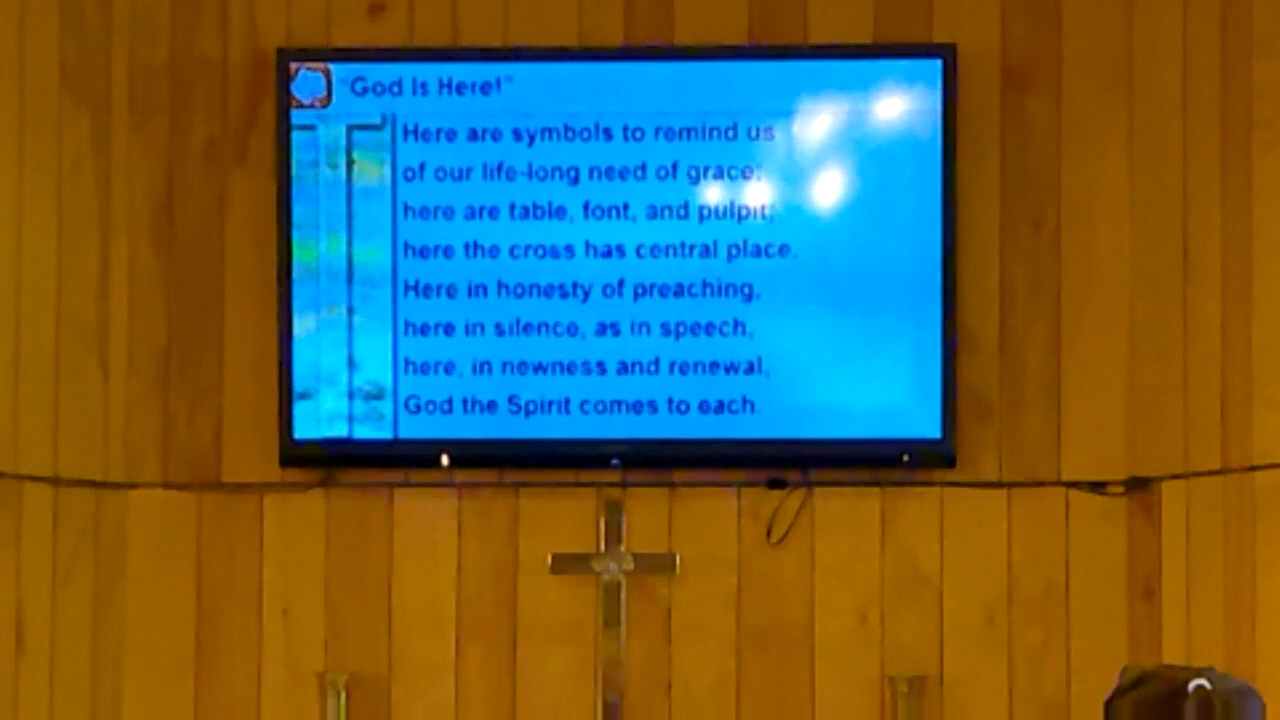 "God Is Here!"
Here are symbols to remind us
of our life-long need of grace;
here are table, font, and pulpit;
here the cross has central place.
Here in honesty of preaching,
here in silence, as in speech,
here, in newness and renewal,
God the Spirit comes to each.